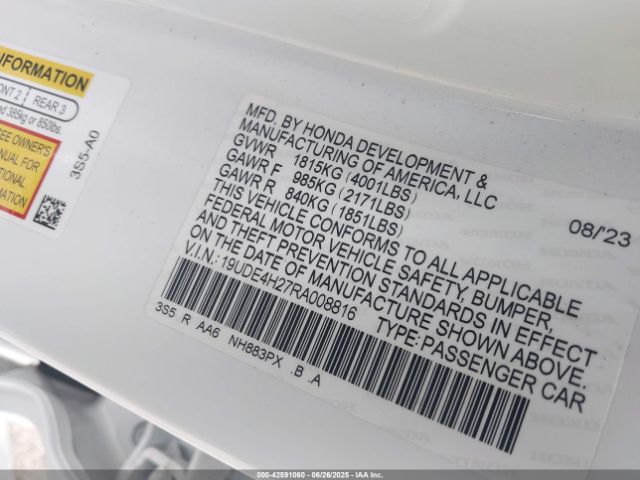 INFORMATION
ONT 2 REAR 3
385kg or 850lbs.
SEE OWNER'S
MANUAL FOR
ADDITIONAL
INFORMATION
3S5-A0
MFD. BY HONDA DEVELOPMENT &
MANUFACTURING OF AMERICA, LLC
08/'23
GVWR 1815KG (4001LBS)
GAWR F 985KG (2171LBS)
GAWR R 840KG (1851LBS)
THIS VEHICLE CONFORMS TO ALL APPLICABLE
FEDERAL MOTOR VEHICLE SAFETY, BUMPER,
AND THEFT PREVENTION STANDARDS IN EFFECT
ON THE DATE OF MANUFACTURE SHOWN ABOVE.
V.I.N.: 19UDE4H27RA008816 TYPE: PASSENGER CAR
3S5 R AA6 NH883PX .B .A
000-42591060 - 06/26/2025 - IAA Inc.